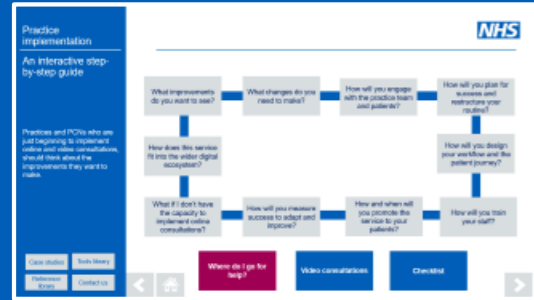 Practice
implementation
An interactive step-
by-step guide
Practices and PCNs who are
just beginning to implement
online and video consultations,
should think about the
improvements they want to
make.
Case studies
Tools library
Reference
library
Contact us
NHS
What improvements
do you want to see?
What changes do you
need to make?
How will you engage
with the practice team
and patients?
How will you plan for
success and
restructure your
routine?
How does this service
fit into the wider digital
ecosystem?
How will you design
your workflow and the
patient journey?
What if I don't have
the capacity to
implement online
consultations?
How will you measure
success to adapt and
improve?
How and when will
you promote the
service to your
patients?
How will you train
your staff?
Where do I go for
help?
Video consultations
Checklist